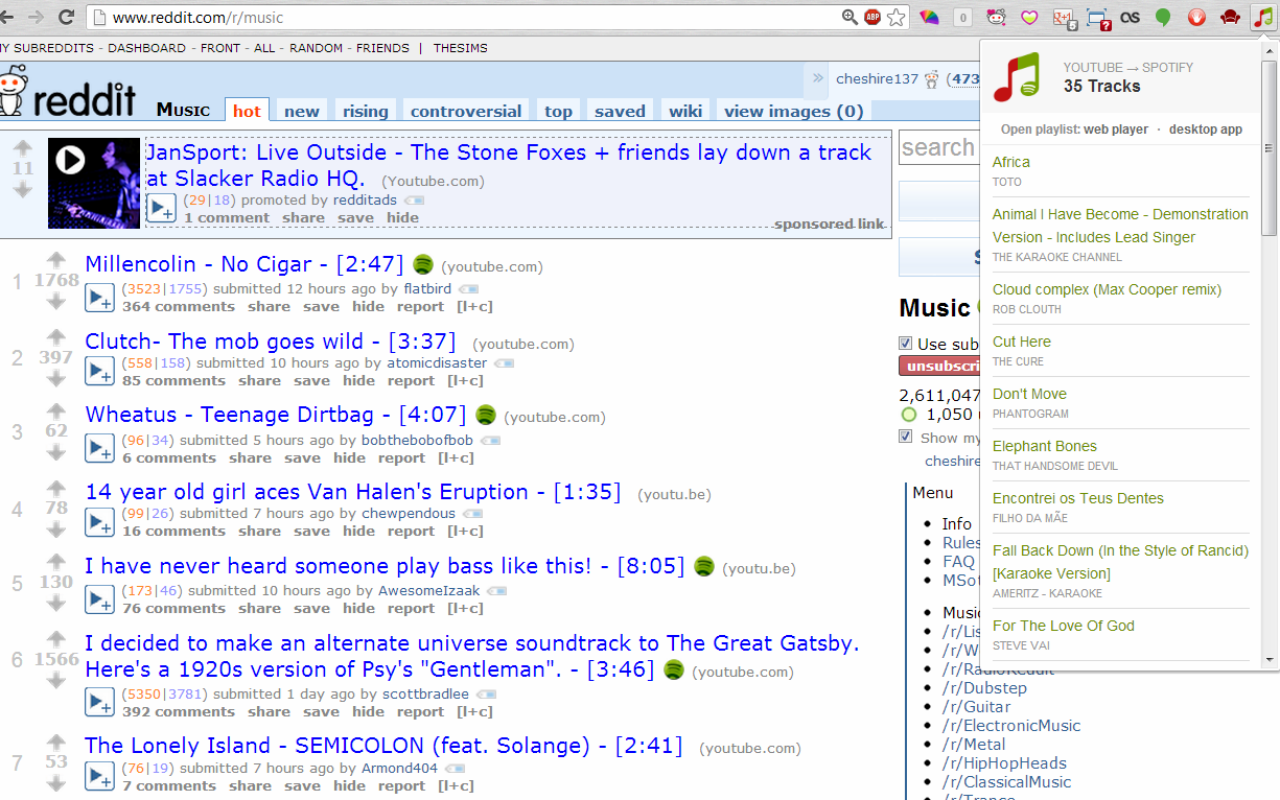 www.reddit.com/r/music
MY SUBREDDITS - DASHBOARD - FRONT - ALL - RANDOM - FRIENDS | THESIMS
cheshire137 (473
reddit MUSIC hot new rising controversial top saved wiki view images (0)
11
JanSport: Live Outside - The Stone Foxes + friends lay down a track
at Slacker Radio HQ. (Youtube.com)
(29|18) promoted by redditads
1 comment share save hide
sponsored link
1
1768
Millencolin - No Cigar - [2:47] (youtube.com)
(3523|1755) submitted 12 hours ago by flatbird
364 comments share save hide report [l+c]
2
397
Clutch- The mob goes wild - [3:37] (youtube.com)
(558|158) submitted 10 hours ago by atomicdisaster
85 comments share save hide report [l+c]
3
62
Wheatus - Teenage Dirtbag - [4:07] (youtube.com)
(96|34) submitted 5 hours ago by bobthebobofbob
6 comments share save hide report [l+c]
4
78
14 year old girl aces Van Halen's Eruption - [1:35] (youtu.be)
(99|26) submitted 7 hours ago by chewpendous
16 comments share save hide report [l+c]
5
130
I have never heard someone play bass like this! - [8:05] (youtu.be)
(173|46) submitted 10 hours ago by AwesomeIzaak
76 comments share save hide report [l+c]
6
1566
I decided to make an alternate universe soundtrack to The Great Gatsby.
Here's a 1920s version of Psy's "Gentleman". - [3:46] (youtube.com)
(5350|3781) submitted 1 day ago by scottbradlee
392 comments share save hide report [l+c]
7
53
The Lonely Island - SEMICOLON (feat. Solange) - [2:41] (youtube.com)
(76|19) submitted 7 hours ago by Armond404
7 comments share save hide report [l+c]
search
S
Music
Use sub
unsubscri
2,611,047
1,050
Show my
cheshire
Menu
Info
Rules
FAQ
MSof
Music
/r/Lis
/r/W
/r/RadioReddit
/r/Dubstep
/r/Guitar
/r/ElectronicMusic
/r/Metal
/r/HipHopHeads
/r/ClassicalMusic
/r/Trance
YOUTUBE → SPOTIFY
35 Tracks
Open playlist: web player · desktop app
Africa
TOTO
Animal I Have Become - Demonstration
Version - Includes Lead Singer
THE KARAOKE CHANNEL
Cloud complex (Max Cooper remix)
ROB CLOUTH
Cut Here
THE CURE
Don't Move
PHANTOGRAM
Elephant Bones
THAT HANDSOME DEVIL
Encontrei os Teus Dentes
FILHO DA MÃE
Fall Back Down (In the Style of Rancid)
[Karaoke Version]
AMERITZ - KARAOKE
For The Love Of God
STEVE VAI